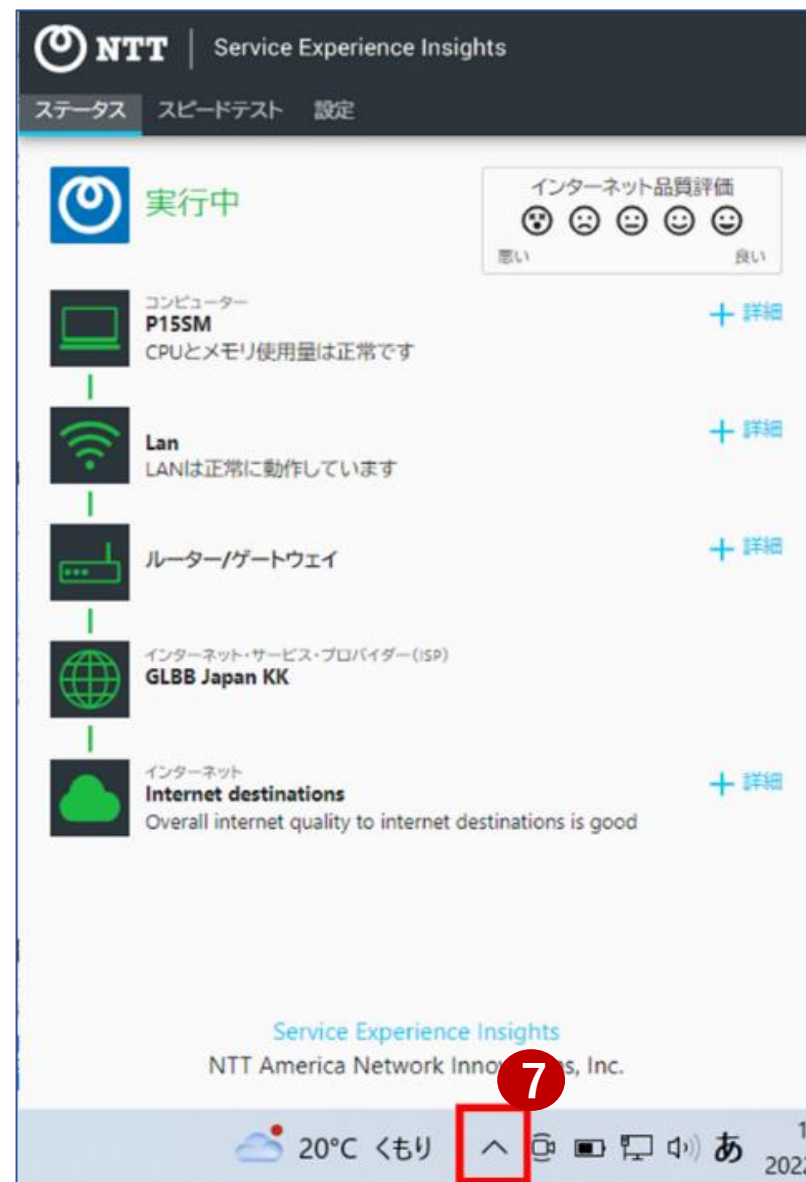 NTT | Service Experience Insights
ステータス スピードテスト 設定
実行中
インターネット品質評価
悪い 良い
コンピューター
P15SM
CPUとメモリ使用量は正常です
+ 詳細
Lan
LANは正常に動作しています
+ 詳細
ルーター/ゲートウェイ
+ 詳細
インターネット・サービス・プロバイダー(ISP)
GLBB Japan KK
インターネット
Internet destinations
Overall internet quality to internet destinations is good
+ 詳細
Service Experience Insights
NTT America Network , Inc.
7
20°C くもり あ